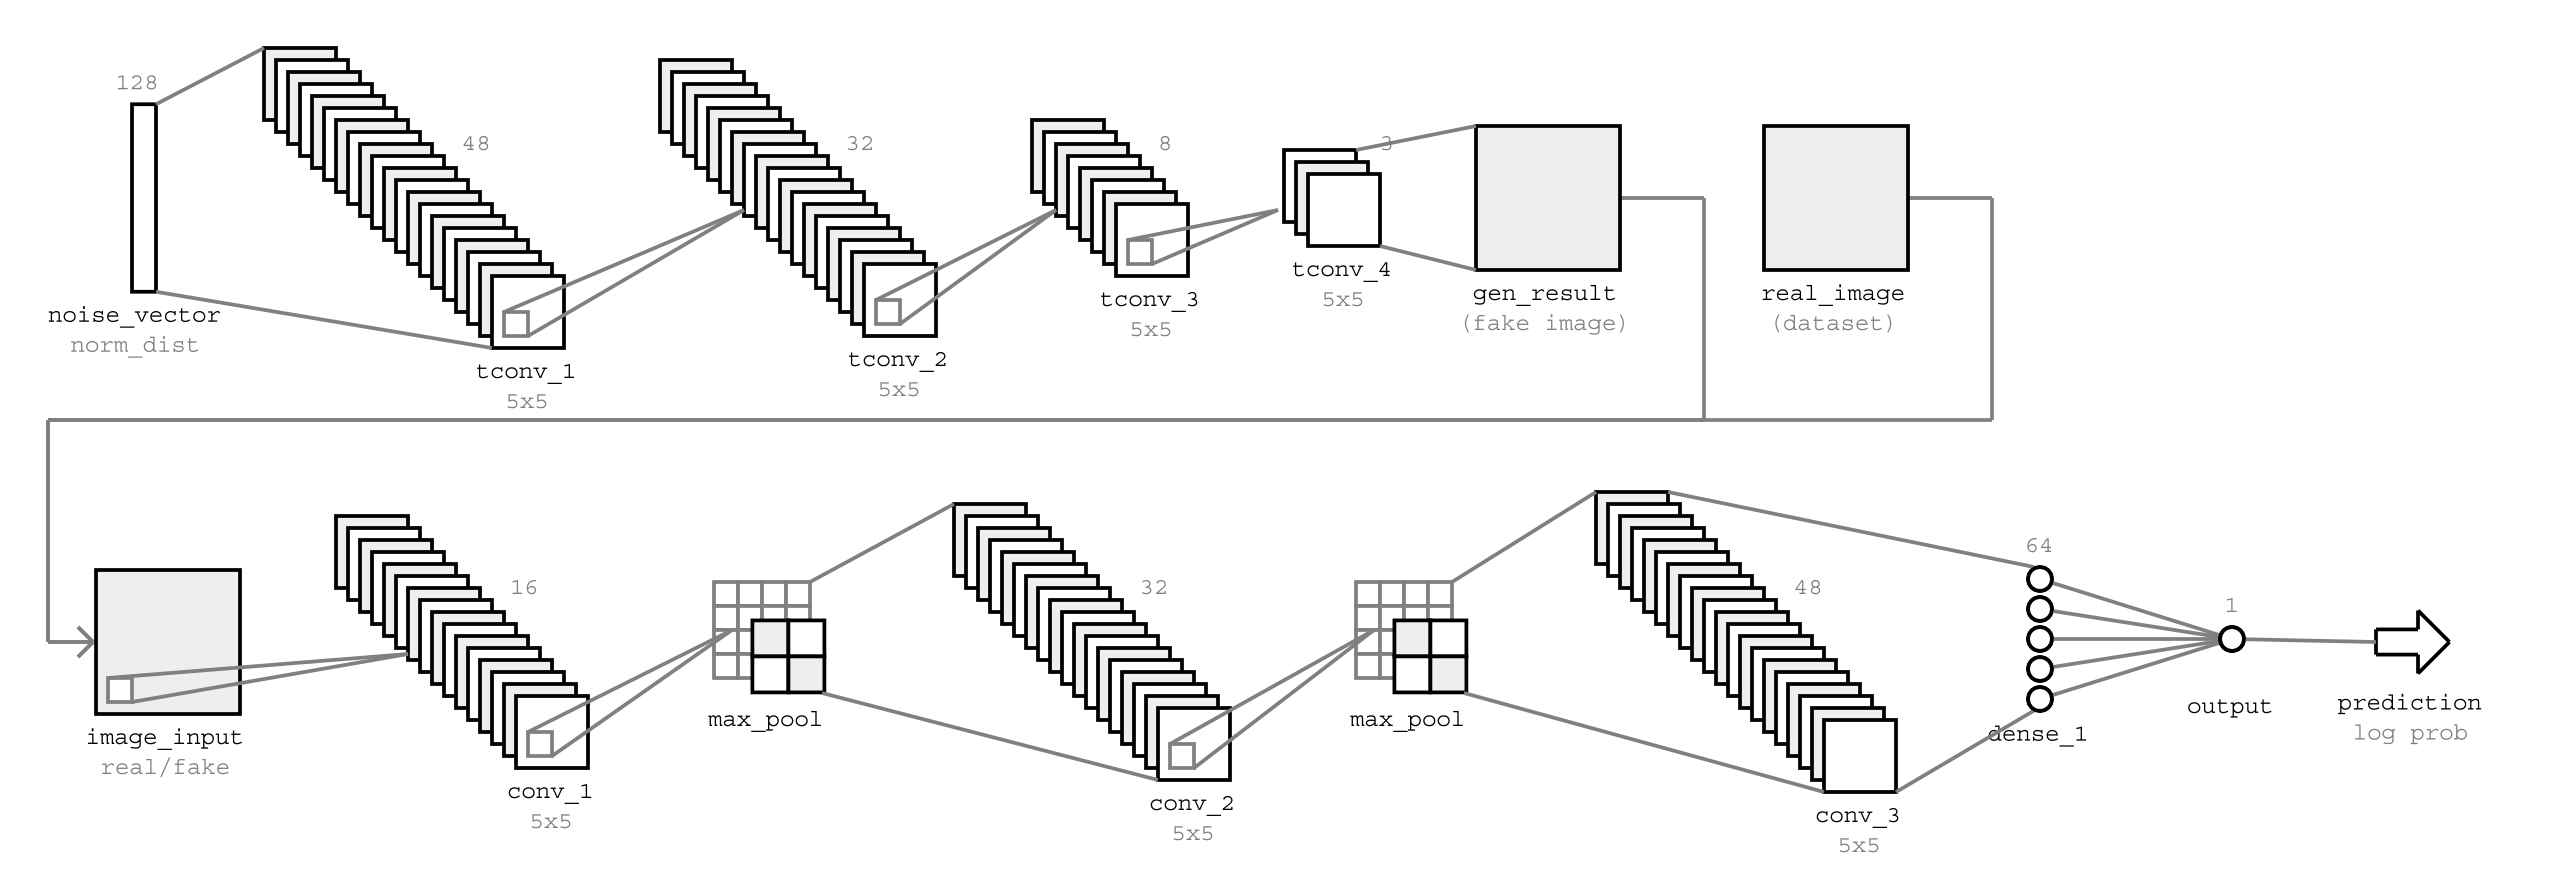 128
48
32
8
3
noise_vector
norm_dist
tconv_1
5x5
tconv_2
5x5
tconv_3
5x5
tconv_4
5x5
gen_result
(fake image)
real_image
(dataset)
image_input
real/fake
16
conv_1
5x5
max_pool
32
conv_2
5x5
max_pool
48
conv_3
5x5
64
dense_1
1
output
prediction
log prob